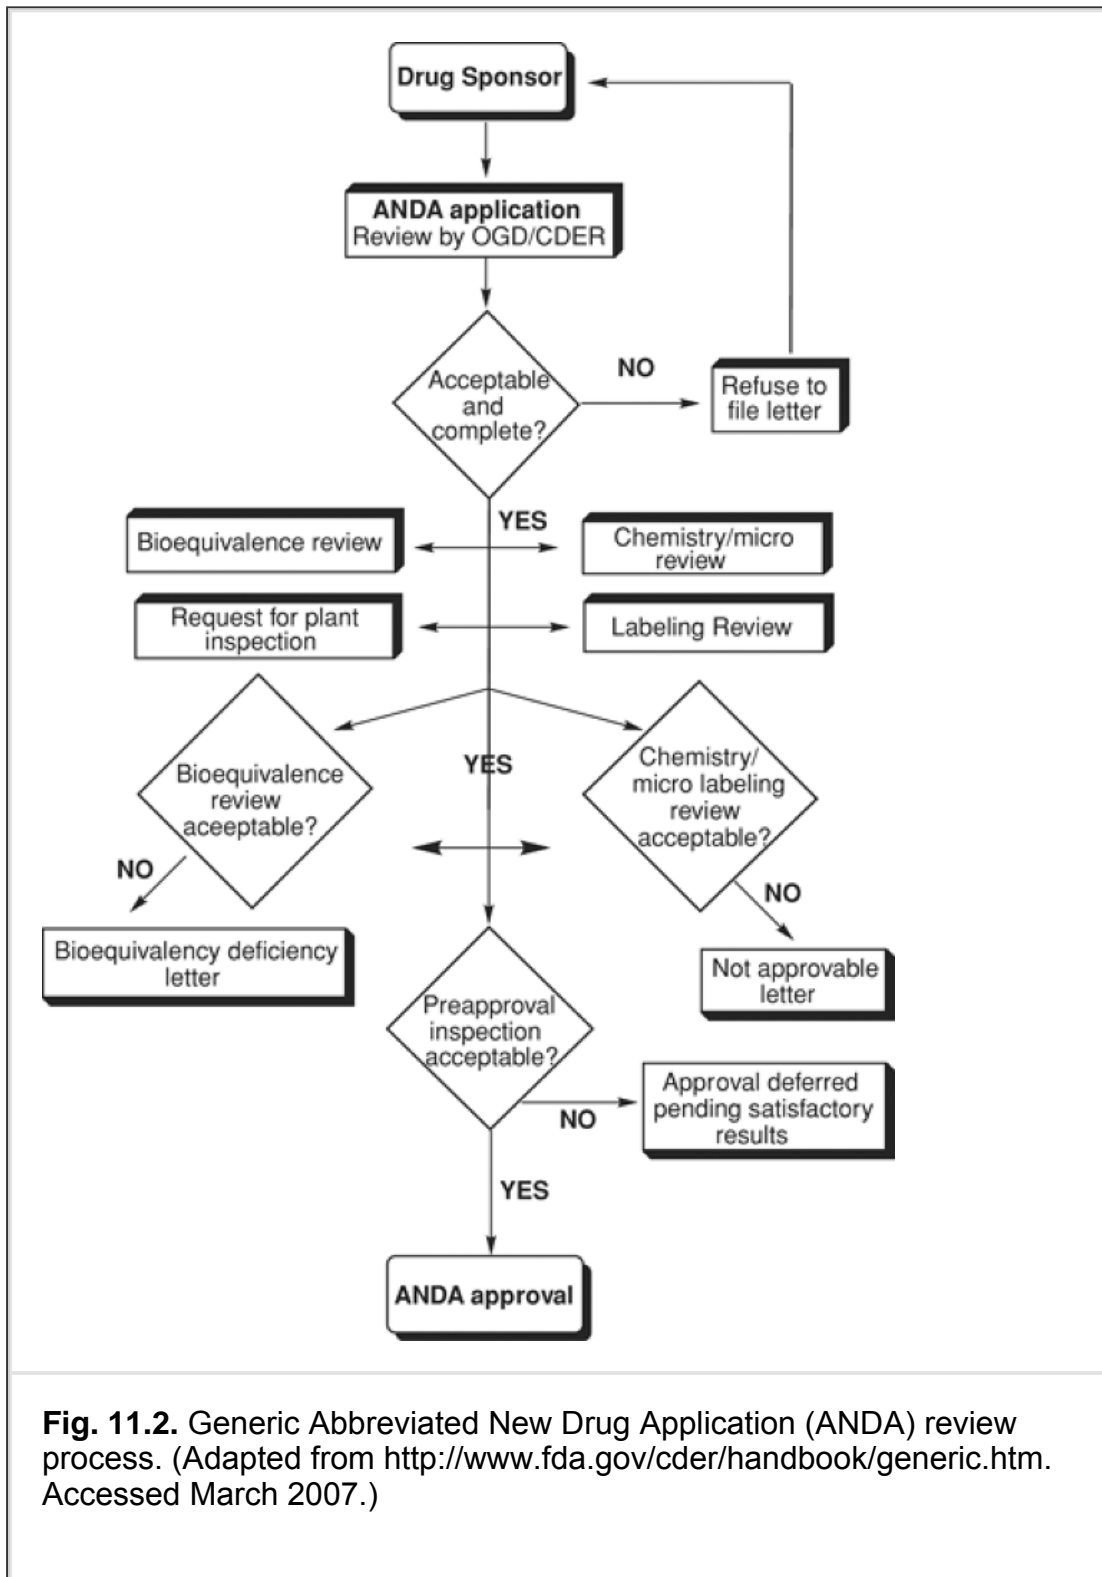 Drug Sponsor
ANDA application
Review by OGD/CDER
Acceptable
and
complete?
NO
Refuse to
file letter
YES
Bioequivalence review
Chemistry/micro
review
Request for plant
inspection
Labeling Review
Bioequivalence
review
aceeptable?
YES
Chemistry/
micro labeling
review
acceptable?
NO
NO
Bioequivalency deficiency
letter
Not approvable
letter
Preapproval
inspection
acceptable?
NO
Approval deferred
pending satisfactory
results
YES
ANDA approval
Fig. 11.2. Generic Abbreviated New Drug Application (ANDA) review
process. (Adapted from http://www.fda.gov/cder/handbook/generic.htm.
Accessed March 2007.)